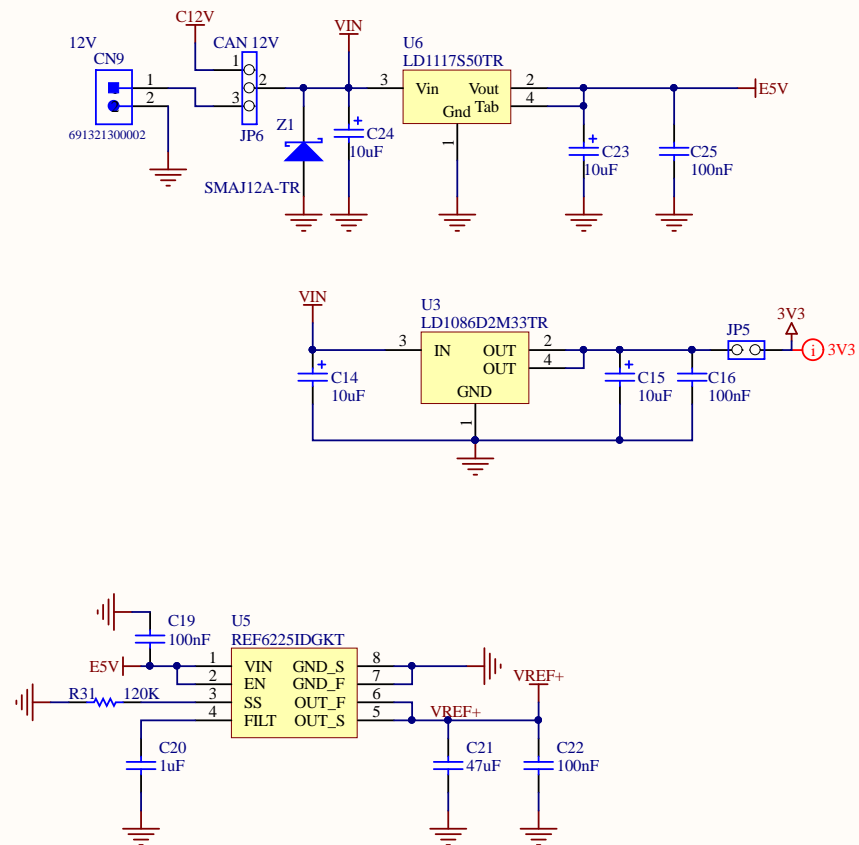 C12V
12V
CN9
1
2
691321300002
CAN 12V
1
2
3
JP6
VIN
Z1
SMAJ12A-TR
C24
10uF
U6
LD1117S50TR
3
Vin
Vout
2
Tab
4
Gnd
1
C23
10uF
C25
100nF
E5V
VIN
C14
10uF
U3
LD1086D2M33TR
3
IN
OUT
2
OUT
4
GND
1
C15
10uF
C16
100nF
JP5
3V3
i
3V3
C19
100nF
U5
REF6225IDGKT
E5V
1
VIN
GND_S
8
2
EN
GND_F
7
R31
120K
3
SS
OUT_F
6
4
FILT
OUT_S
5
VREF+
VREF+
C20
1uF
C21
47uF
C22
100nF